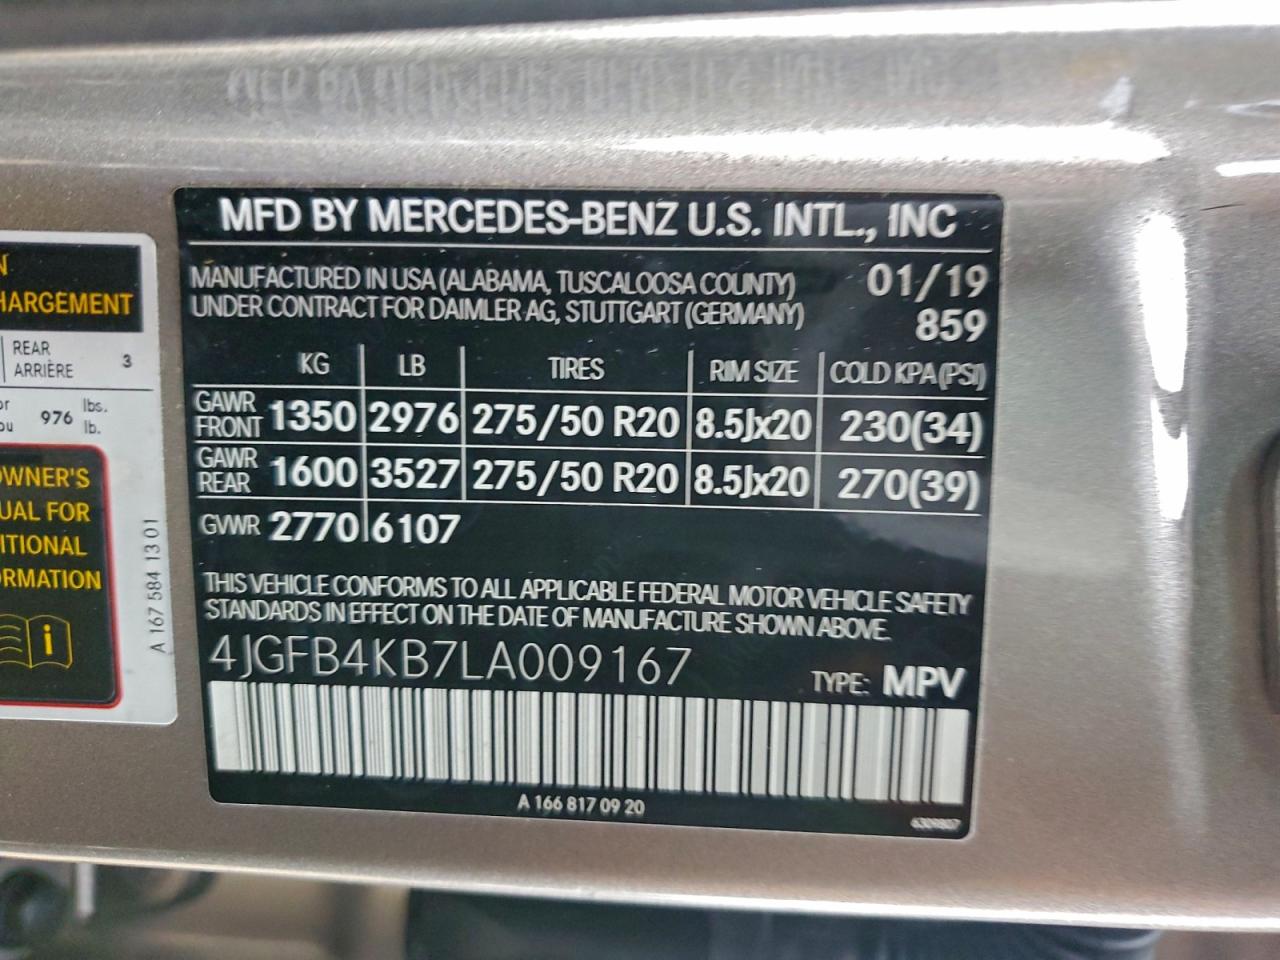 MFD BY MERCEDES-BENZ U.S. INTL., INC
MANUFACTURED IN USA (ALABAMA, TUSCALOOSA COUNTY) 01/19
UNDER CONTRACT FOR DAIMLER AG, STUTTGART (GERMANY) 859
KG LB TIRES RIM SIZE COLD KPA(PSI)
GAWR FRONT 1350 2976 275/50 R20 8.5Jx20 230(34)
GAWR REAR 1600 3527 275/50 R20 8.5Jx20 270(39)
GVWR 2770 6107
THIS VEHICLE CONFORMS TO ALL APPLICABLE FEDERAL MOTOR VEHICLE SAFETY
STANDARDS IN EFFECT ON THE DATE OF MANUFACTURE SHOWN ABOVE.
4JGFB4KB7LA009167
TYPE: MPV
A 166 817 09 20
N
HARGEMENT
REAR
ARRIÈRE 3
or 976 lbs.
ou lb.
OWNER'S
UAL FOR
ITIONAL
ORMATION
i
A 167 584 13 01